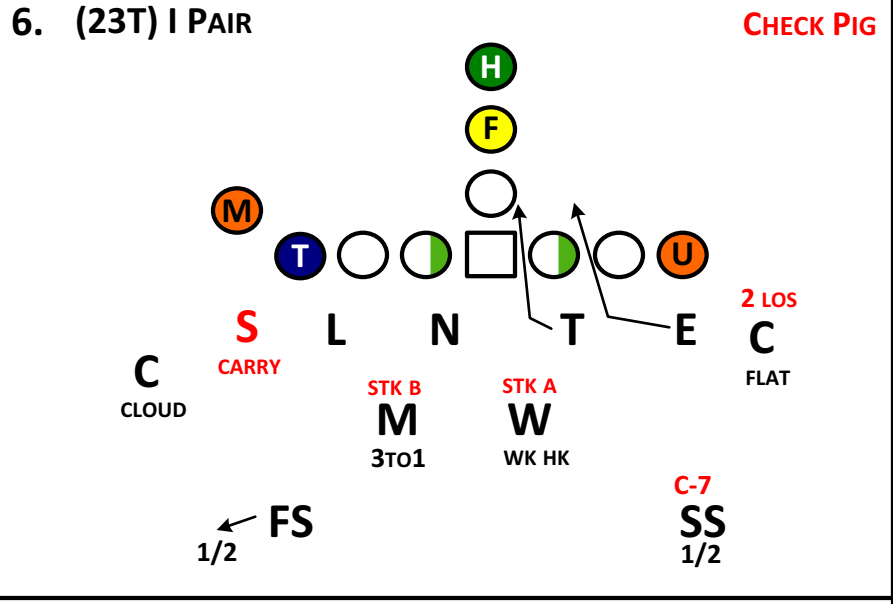 6. (23T) I PAIR
CHECK PIG
H
F
M
T
U
2 LOS
S L N T E C
CARRY
FLAT
C
CLOUD
STK B
STK A
M W
3TO1
WK HK
C-7
FS SS
1/2
1/2